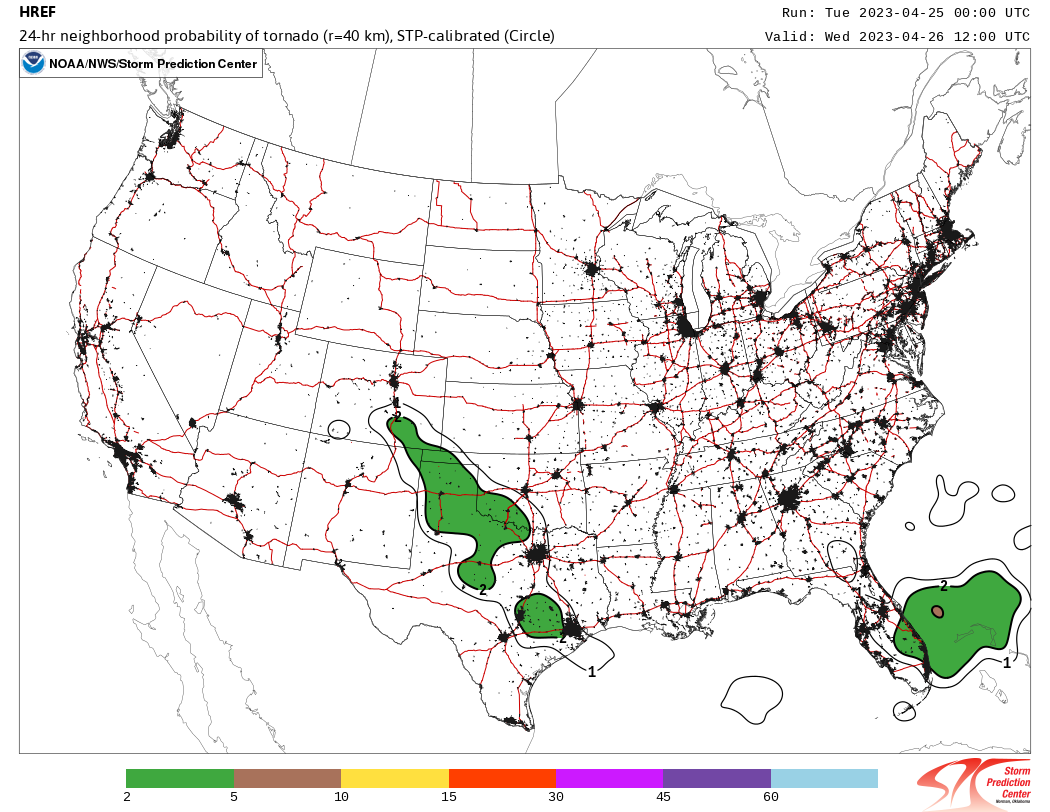 HREF
Run: Tue 2023-04-25 00:00 UTC
24-hr neighborhood probability of tornado (r=40 km), STP-calibrated (Circle)
Valid: Wed 2023-04-26 12:00 UTC
NOAA/NWS/Storm Prediction Center
1
2
2
2
1
2
1
2 5 10 15 30 45 60
Storm
Prediction
Center
Norman, Oklahoma